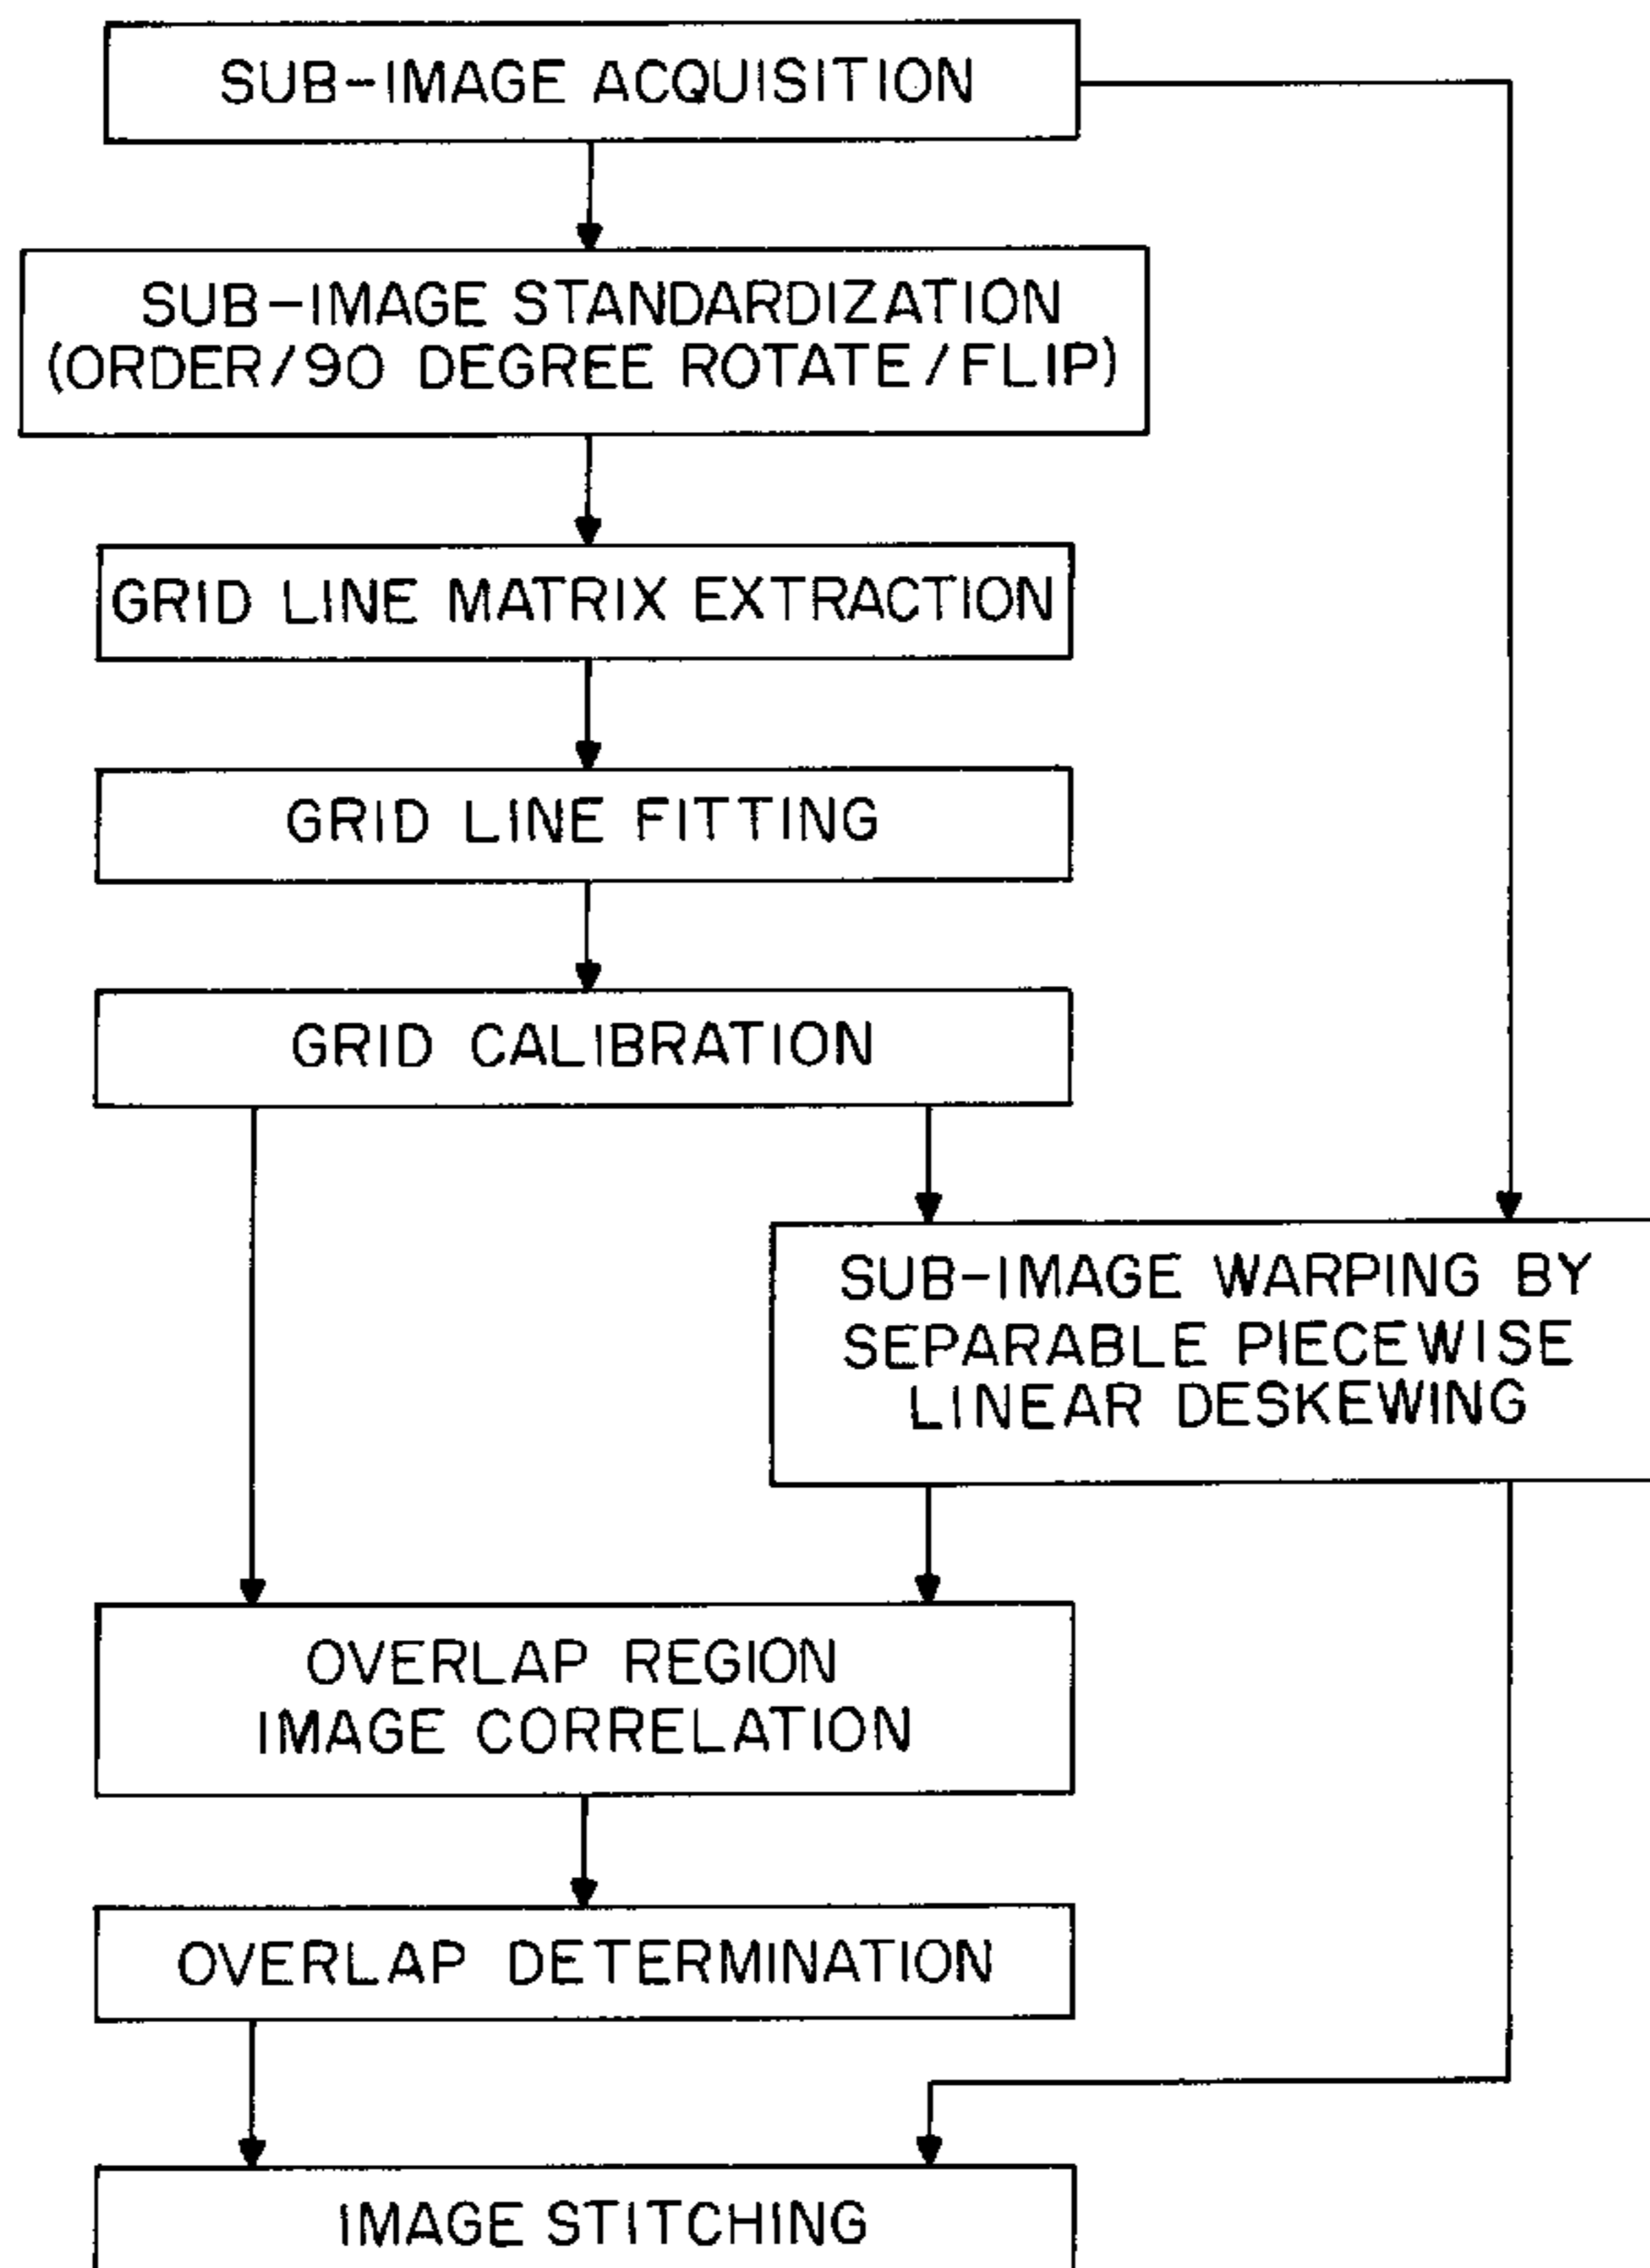 SUB-IMAGE ACQUISITION
SUB-IMAGE STANDARDIZATION
(ORDER/90 DEGREE ROTATE/FLIP)
GRID LINE MATRIX EXTRACTION
GRID LINE FITTING
GRID CALIBRATION
SUB-IMAGE WARPING BY
SEPARABLE PIECEWISE
LINEAR DESKEWING
OVERLAP REGION
IMAGE CORRELATION
OVERLAP DETERMINATION
IMAGE STITCHING